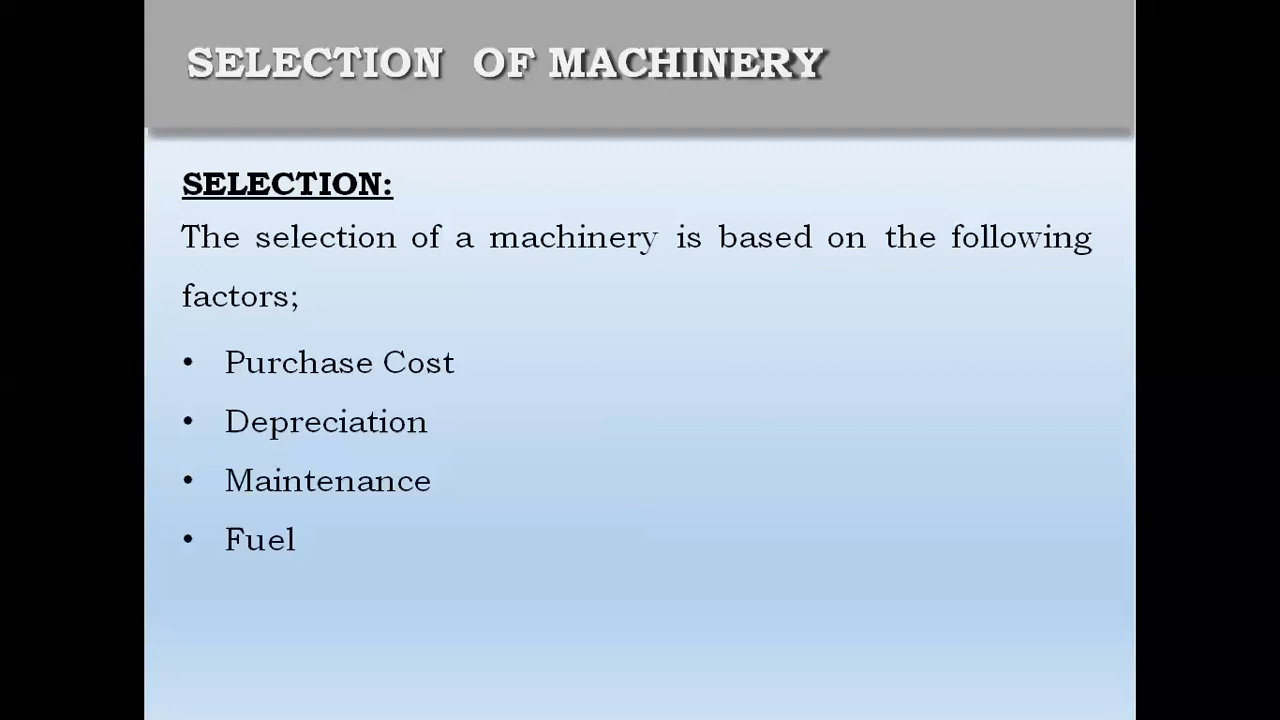 SELECTION OF MACHINERY
SELECTION:
The selection of a machinery is based on the following
factors;
• Purchase Cost
• Depreciation
• Maintenance
• Fuel